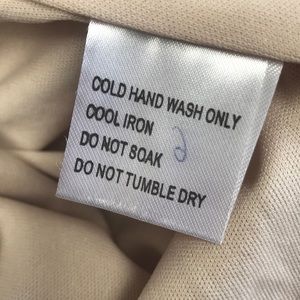 COLD HAND WASH ONLY
COOL IRON
DO NOT SOAK
DO NOT TUMBLE DRY